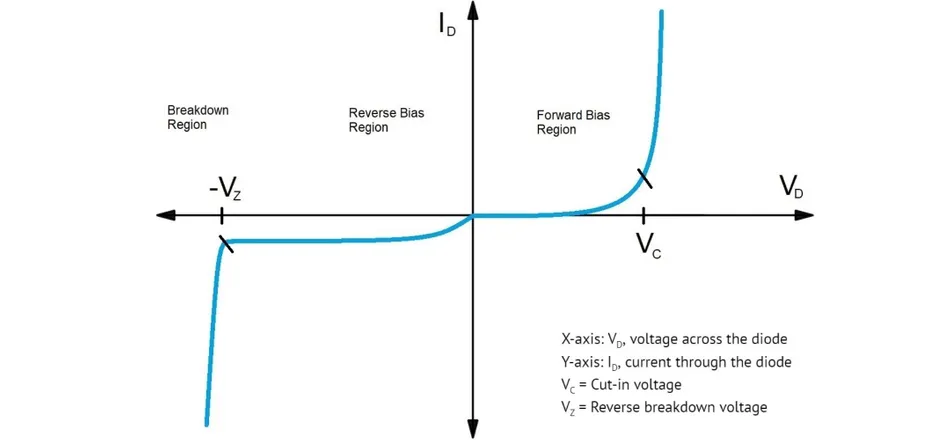 I_D
Breakdown
Region
Reverse Bias
Region
Forward Bias
Region
-V_Z
V_D
V_C
X-axis: V_D, voltage across the diode
Y-axis: I_D, current through the diode
V_C = Cut-in voltage
V_Z = Reverse breakdown voltage